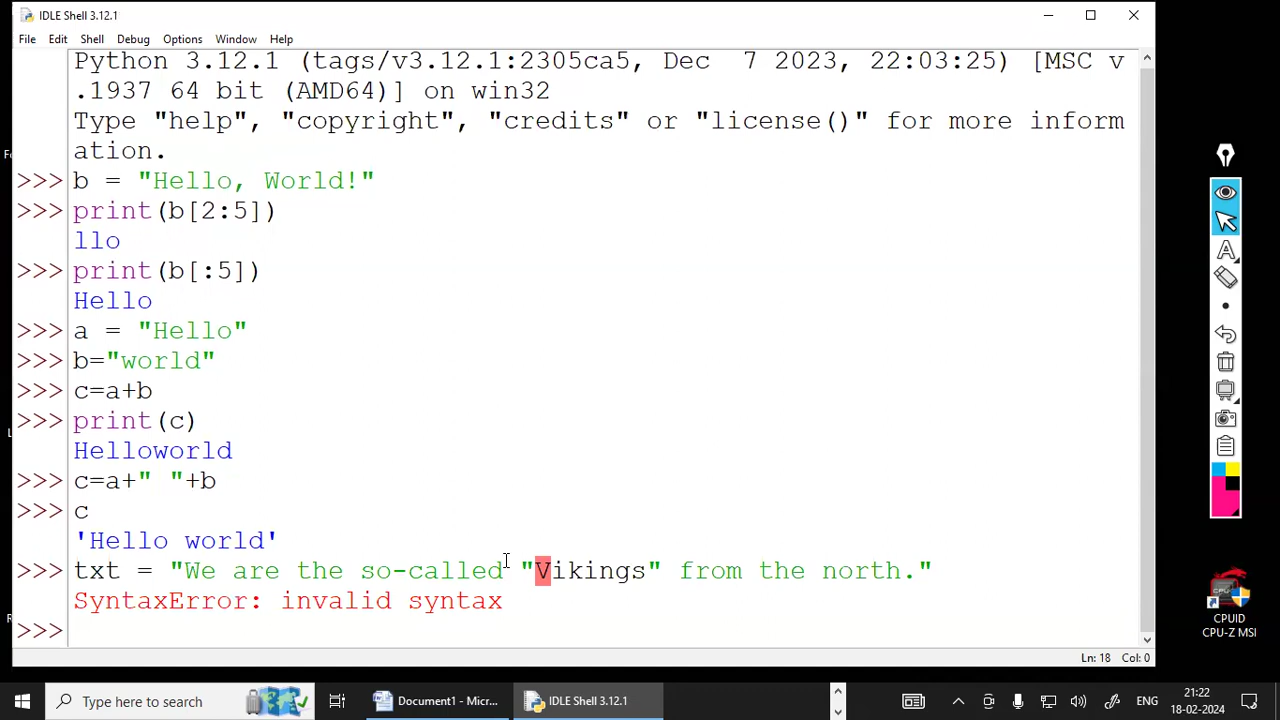 IDLE Shell 3.12.1
File Edit Shell Debug Options Window Help
Python 3.12.1 (tags/v3.12.1:2305ca5, Dec  7 2023, 22:03:25) [MSC v
.1937 64 bit (AMD64)] on win32
Type "help", "copyright", "credits" or "license()" for more inform
ation.
>>> b = "Hello, World!"
>>> print(b[2:5])
llo
>>> print(b[:5])
Hello
>>> a = "Hello"
>>> b="world"
>>> c=a+b
>>> print(c)
Helloworld
>>> c=a+" "+b
>>> c
'Hello world'
>>> txt = "We are the so-called "Vikings" from the north."
SyntaxError: invalid syntax
>>>
Ln: 18 Col: 0
CPUID
CPU-Z MSI
Type here to search
Document1 - Micr...
IDLE Shell 3.12.1
ENG
21:22
18-02-2024